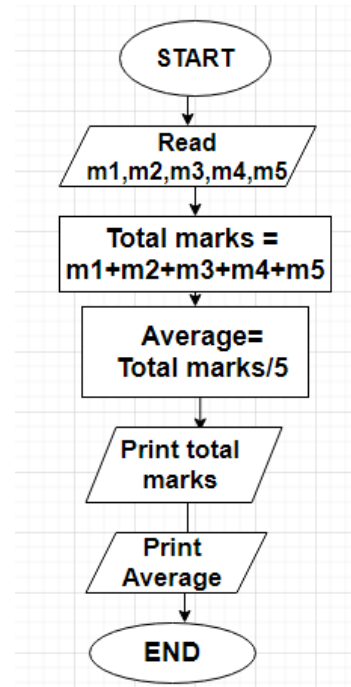 START
Read
m1,m2,m3,m4,m5
Total marks =
m1+m2+m3+m4+m5
Average=
Total marks/5
Print total
marks
Print
Average
END